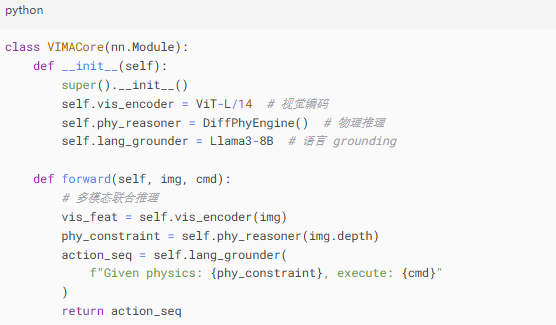 python
class VIMACore(nn.Module):
    def __init__(self):
        super().__init__()
        self.vis_encoder = ViT-L/14  # 视觉编码
        self.phy_reasoner = DiffPhyEngine()  # 物理推理
        self.lang_grounder = Llama3-8B  # 语言 grounding
    def forward(self, img, cmd):
        # 多模态联合推理
        vis_feat = self.vis_encoder(img)
        phy_constraint = self.phy_reasoner(img.depth)
        action_seq = self.lang_grounder(
            f"Given physics: {phy_constraint}, execute: {cmd}"
        )
        return action_seq